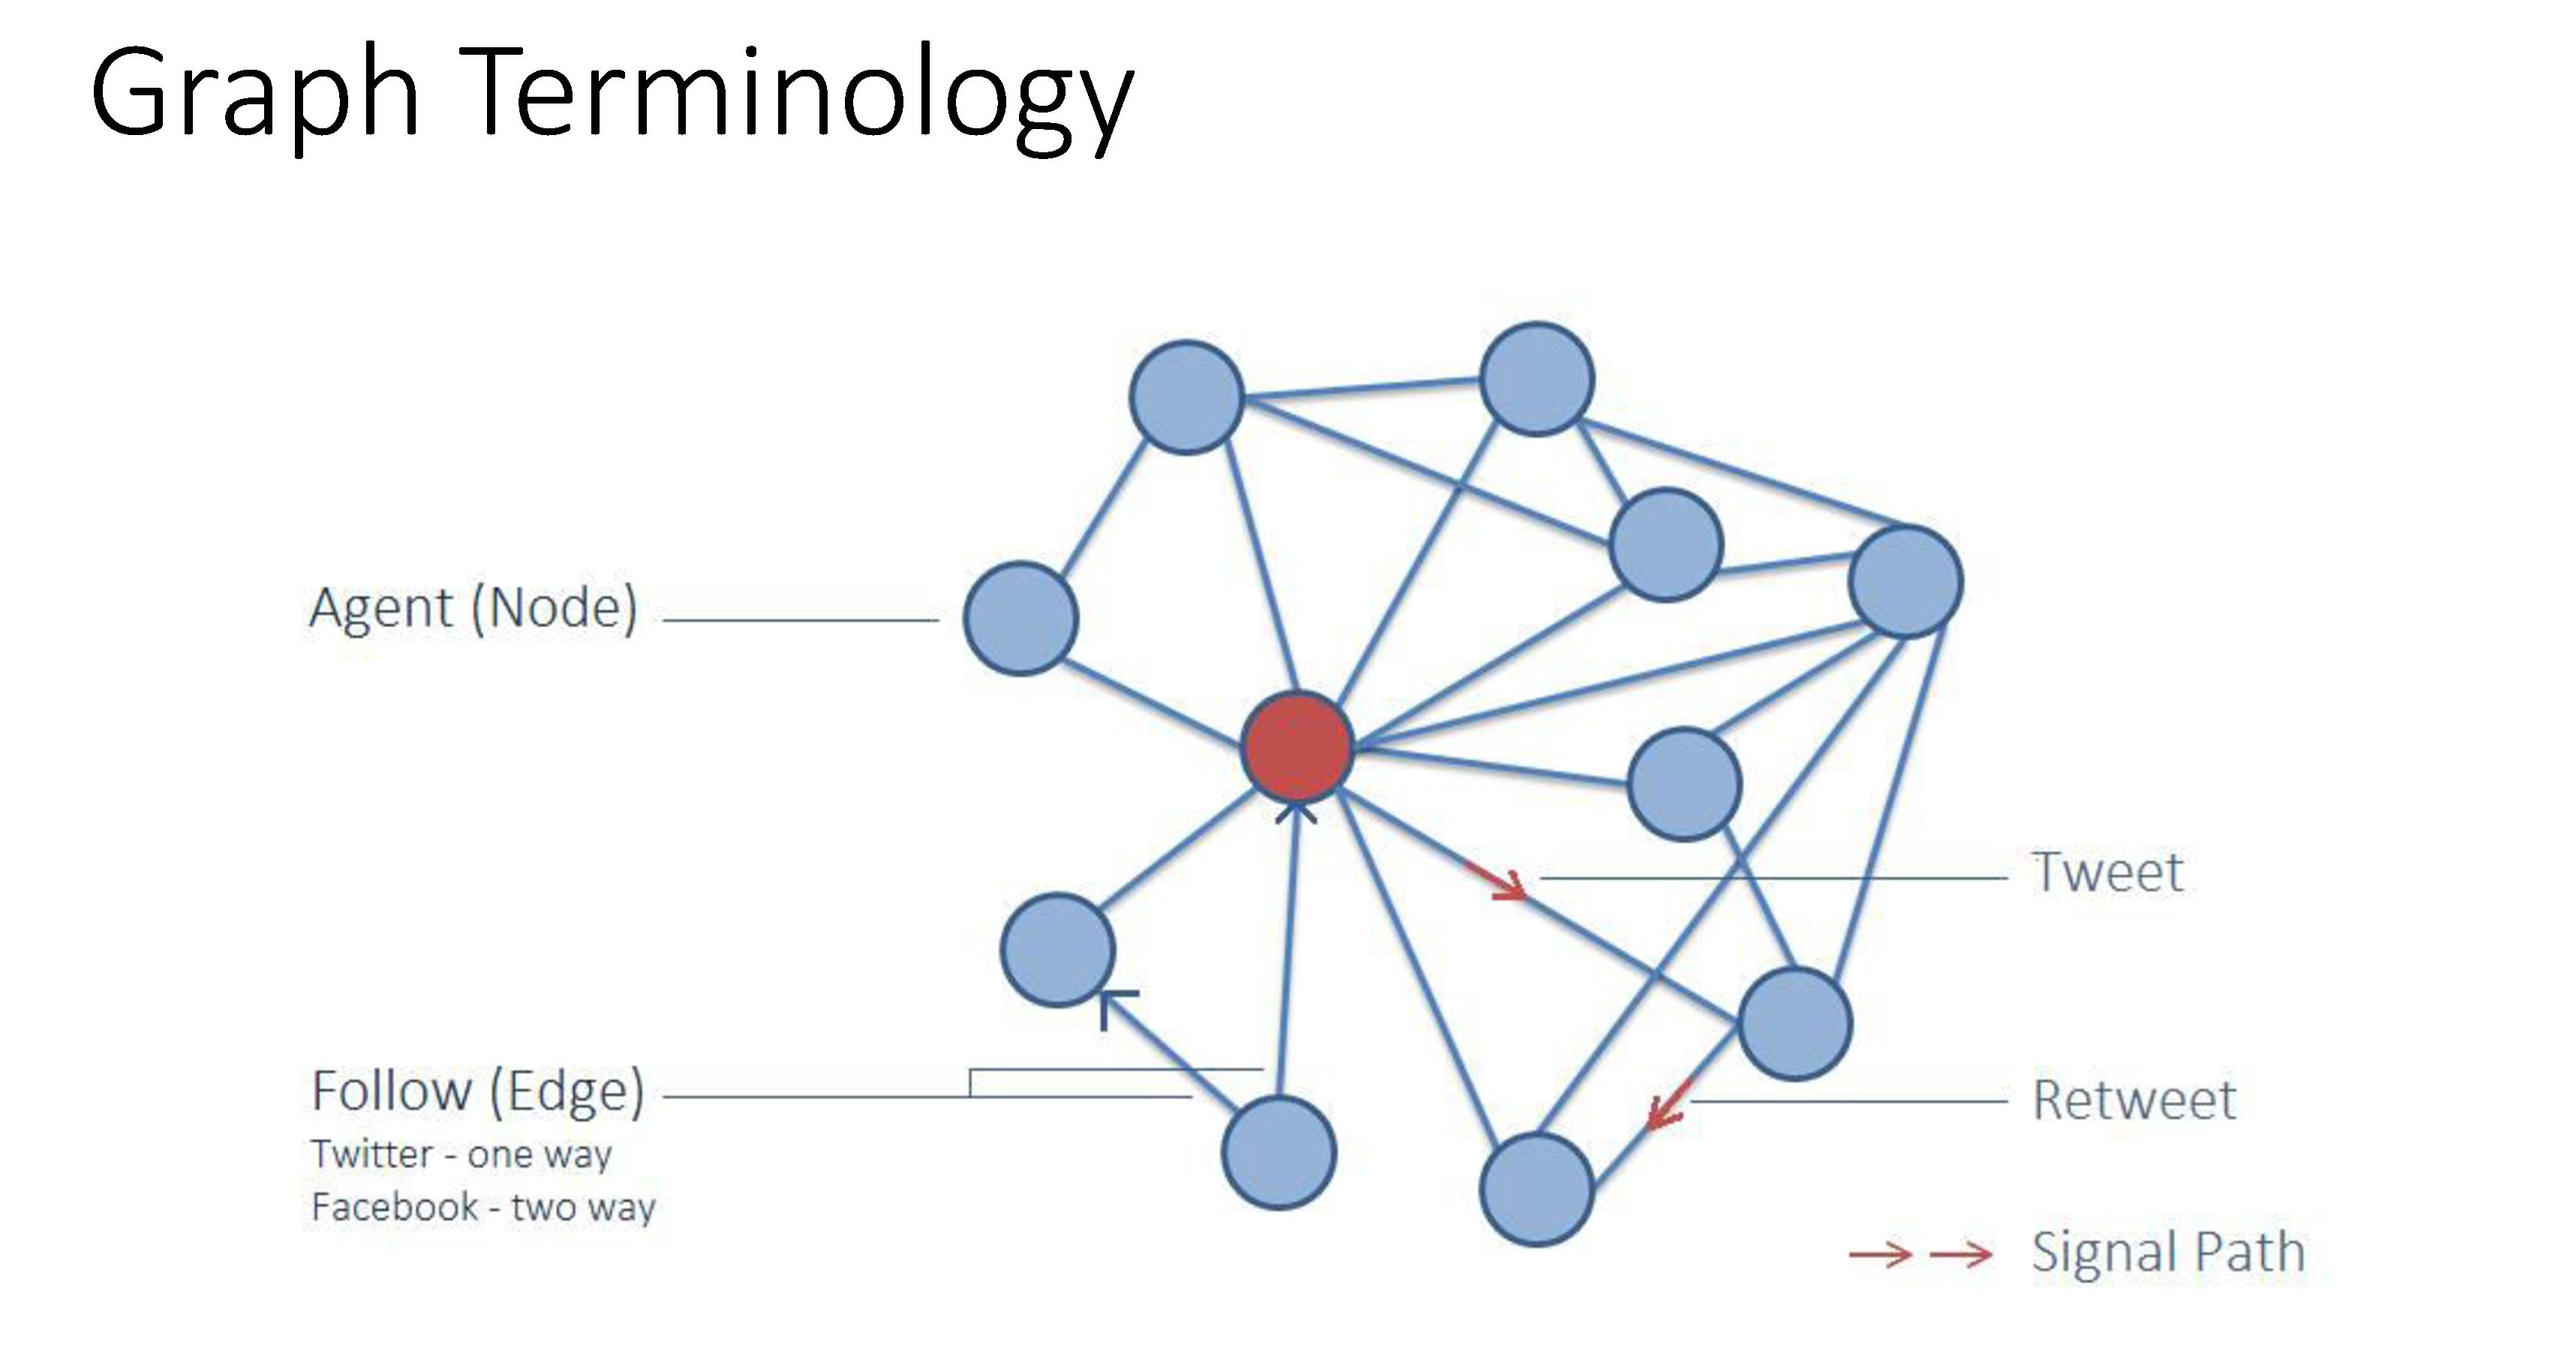 Graph Terminology
Agent (Node)
Tweet
Follow (Edge)
Twitter - one way
Facebook - two way
Retweet
Signal Path